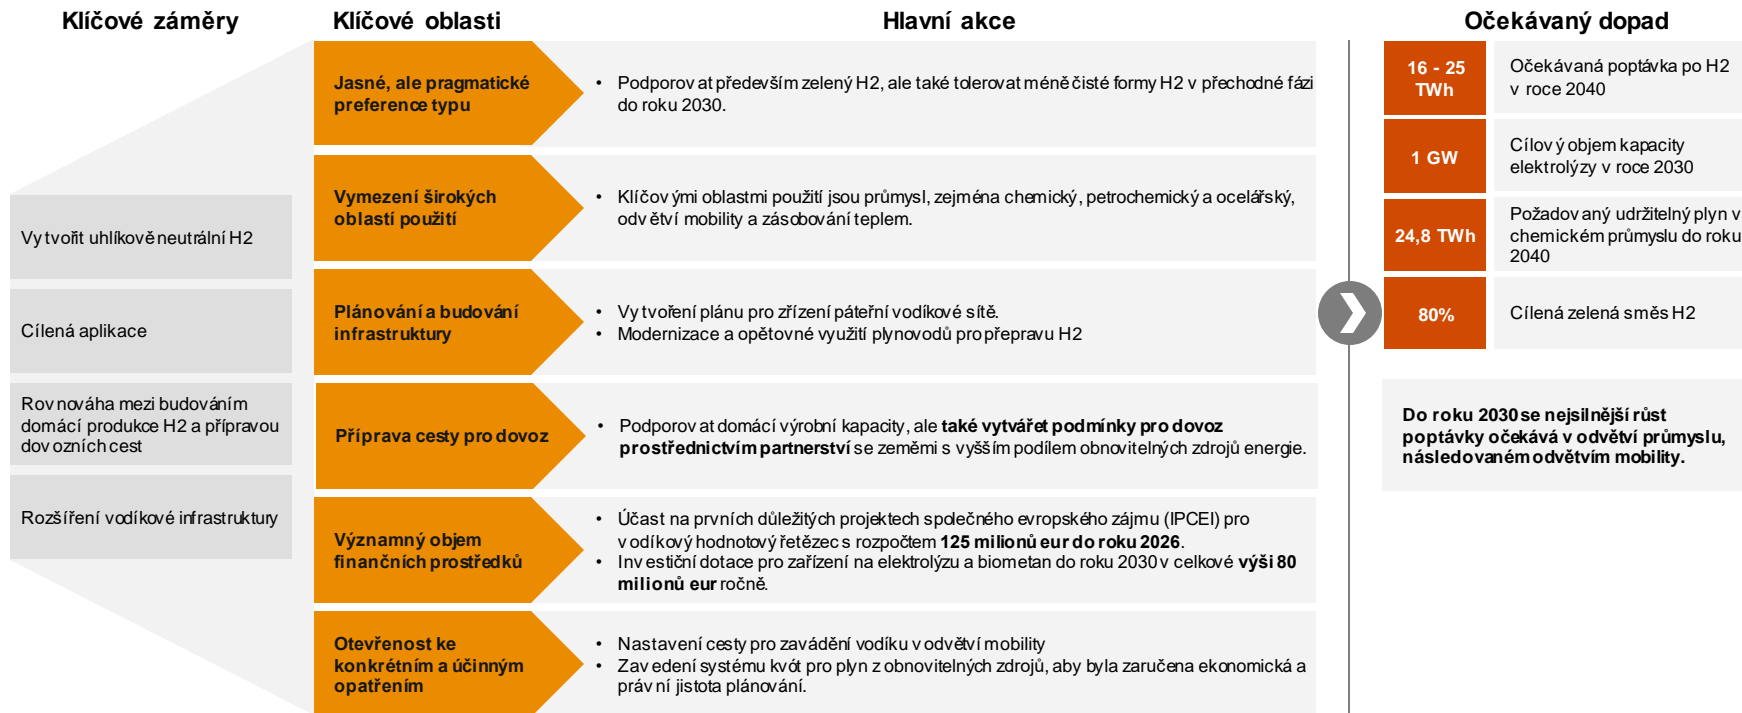 Klíčové záměry
Klíčové oblasti
Hlavní akce
Očekávaný dopad
Vytvořit uhlíkově neutrální H2
Cílená aplikace
Rovnováha mezi budováním
domácí produkce H2 a přípravou
dovozních cest
Rozšíření vodíkové infrastruktury
Jasné, ale pragmatické
preference typu
• Podporovat především zelený H2, ale také tolerovat méně čisté formy H2 v přechodné fázi
do roku 2030.
Vymezení širokých
oblastí použití
• Klíčovými oblastmi použití jsou průmysl, zejména chemický, petrochemický a ocelářský,
odvětví mobility a zásobování teplem.
Plánování a budování
infrastruktury
• Vytvoření plánu pro zřízení páteřní vodíkové sítě.
• Modernizace a opětovné využití plynovodů pro přepravu H2
Příprava cesty pro dovoz
• Podporovat domácí výrobní kapacity, ale také vytvářet podmínky pro dovoz
prostřednictvím partnerství se zeměmi s vyšším podílem obnovitelných zdrojů energie.
Významný objem
finančních prostředků
• Účast na prvních důležitých projektech společného evropského zájmu (IPCEI) pro
vodíkový hodnotový řetězec s rozpočtem 125 milionů eur do roku 2026.
• Investiční dotace pro zařízení na elektrolýzu a biometan do roku 2030 v celkové výši 80
milionů eur ročně.
Otevřenost ke
konkrétním a účinným
opatřením
• Nastavení cesty pro zavádění vodíku v odvětví mobility
• Zavedení systému kvót pro plyn z obnovitelných zdrojů, aby byla zaručena ekonomická a
právní jistota plánování.
16 - 25
TWh
Očekávaná poptávka po H2
v roce 2040
1 GW
Cílový objem kapacity
elektrolýzy v roce 2030
24,8 TWh
Požadovaný udržitelný plyn v
chemickém průmyslu do roku
2040
80%
Cílená zelená směs H2
Do roku 2030 se nejsilnější růst
poptávky očekává v odvětví průmyslu,
následovaném odvětvím mobility.